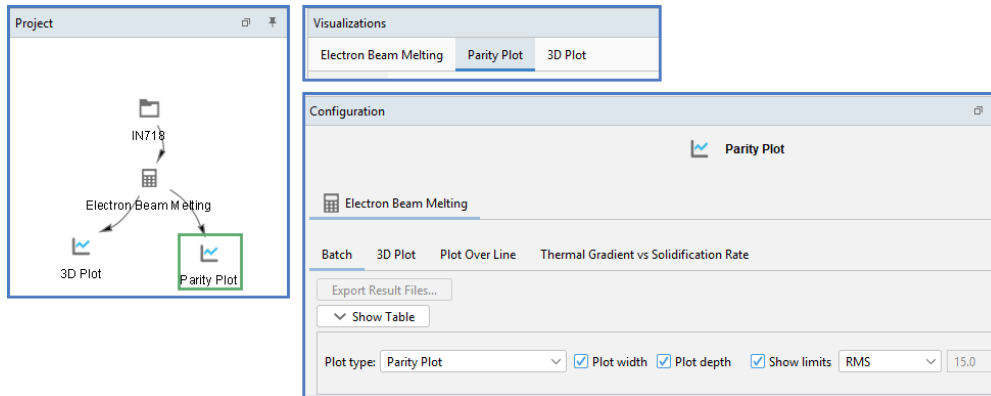 Project
IN718
Electron Beam Melting
3D Plot
Parity Plot
Visualizations
Electron Beam Melting Parity Plot 3D Plot
Configuration
Parity Plot
Electron Beam Melting
Batch 3D Plot Plot Over Line Thermal Gradient vs Solidification Rate
Export Result Files...
Show Table
Plot type: Parity Plot Plot width Plot depth Show limits RMS 15.0